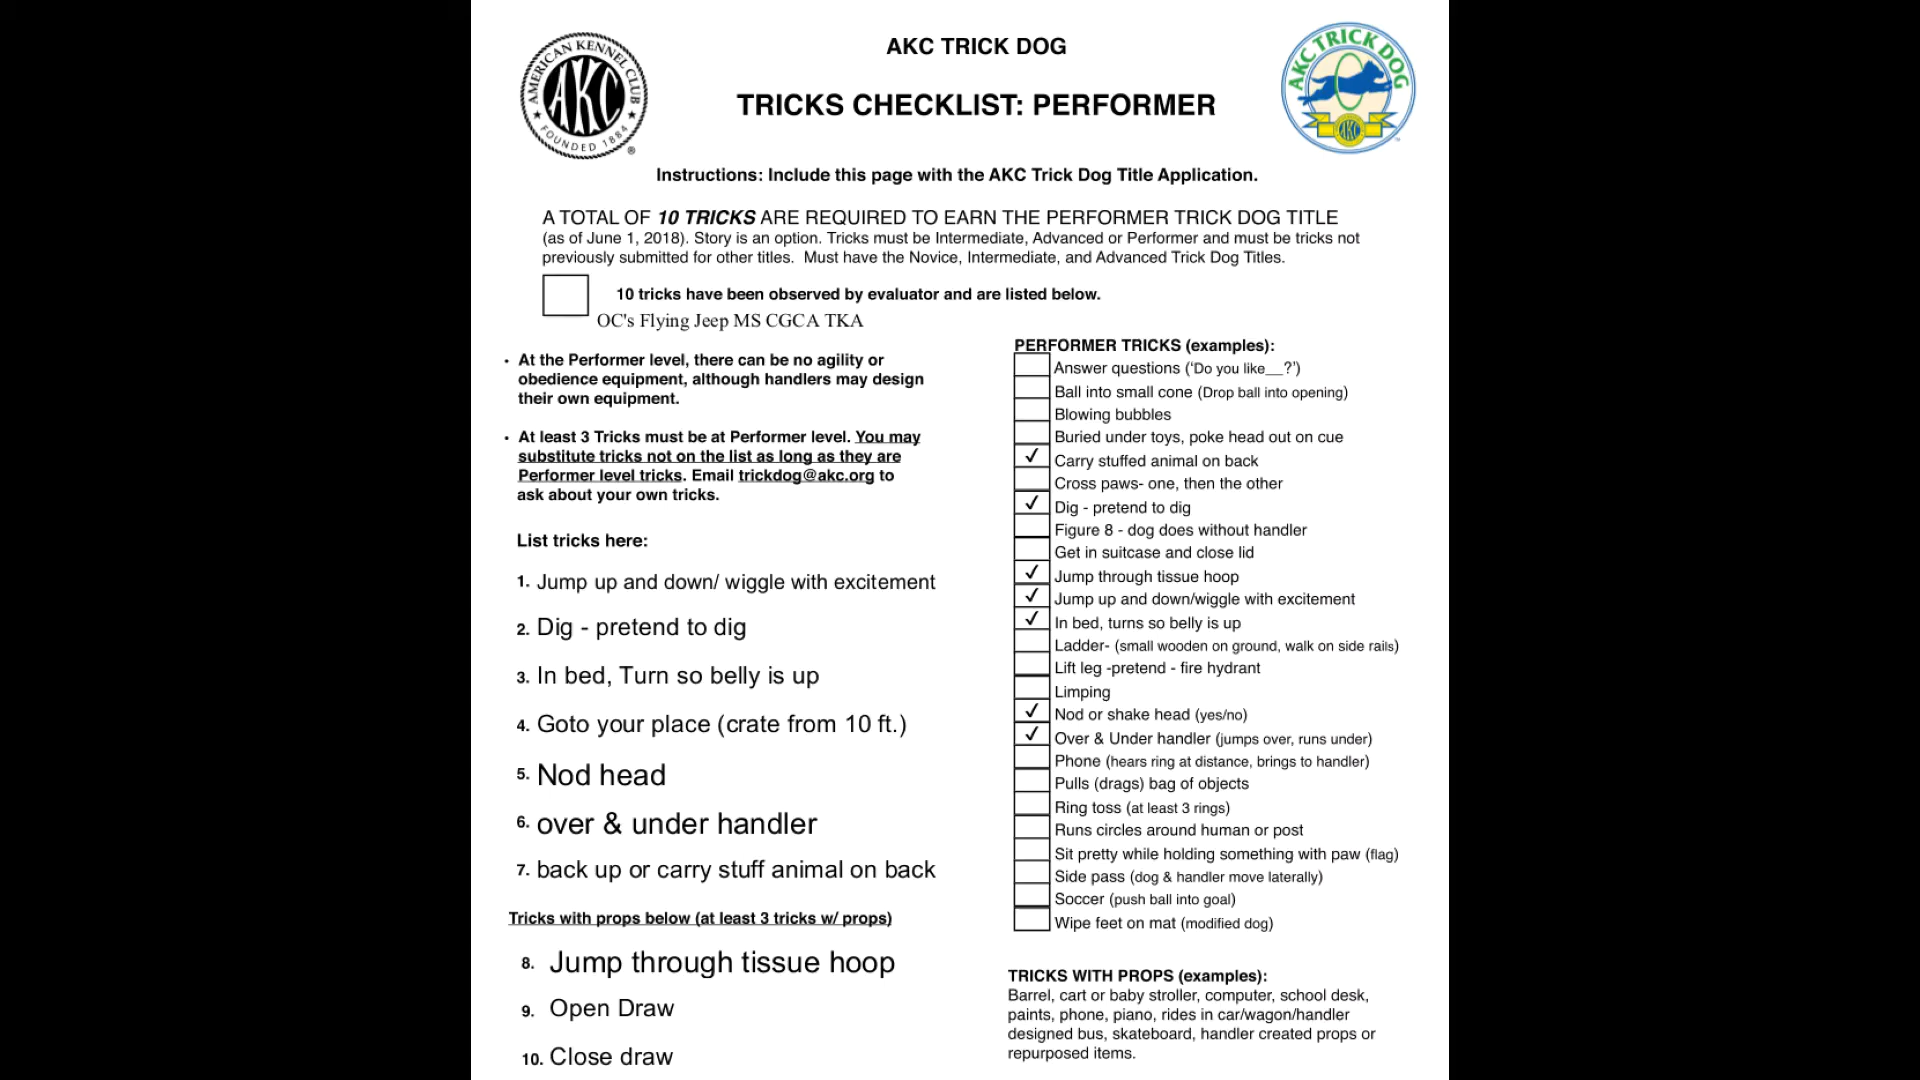 AMERICAN KENNEL CLUB
AKC
FOUNDED 1884
®
AKC TRICK DOG
TRICKS CHECKLIST: PERFORMER
AKC TRICK DOG
AKC
Instructions: Include this page with the AKC Trick Dog Title Application.
A TOTAL OF 10 TRICKS ARE REQUIRED TO EARN THE PERFORMER TRICK DOG TITLE
(as of June 1, 2018). Story is an option. Tricks must be Intermediate, Advanced or Performer and must be tricks not
previously submitted for other titles. Must have the Novice, Intermediate, and Advanced Trick Dog Titles.
10 tricks have been observed by evaluator and are listed below.
OC's Flying Jeep MS CGCA TKA
• At the Performer level, there can be no agility or
obedience equipment, although handlers may design
their own equipment.
• At least 3 Tricks must be at Performer level. You may
substitute tricks not on the list as long as they are
Performer level tricks. Email trickdog@akc.org to
ask about your own tricks.
List tricks here:
1. Jump up and down/ wiggle with excitement
2. Dig - pretend to dig
3. In bed, Turn so belly is up
4. Goto your place (crate from 10 ft.)
5. Nod head
6. over & under handler
7. back up or carry stuff animal on back
Tricks with props below (at least 3 tricks w/ props)
8. Jump through tissue hoop
9. Open Draw
10. Close draw
PERFORMER TRICKS (examples):
Answer questions (‘Do you like__?’)
Ball into small cone (Drop ball into opening)
Blowing bubbles
Buried under toys, poke head out on cue
✓ Carry stuffed animal on back
Cross paws- one, then the other
✓ Dig - pretend to dig
Figure 8 - dog does without handler
Get in suitcase and close lid
✓ Jump through tissue hoop
✓ Jump up and down/wiggle with excitement
✓ In bed, turns so belly is up
Ladder- (small wooden on ground, walk on side rails)
Lift leg -pretend - fire hydrant
Limping
✓ Nod or shake head (yes/no)
✓ Over & Under handler (jumps over, runs under)
Phone (hears ring at distance, brings to handler)
Pulls (drags) bag of objects
Ring toss (at least 3 rings)
Runs circles around human or post
Sit pretty while holding something with paw (flag)
Side pass (dog & handler move laterally)
Soccer (push ball into goal)
Wipe feet on mat (modified dog)
TRICKS WITH PROPS (examples):
Barrel, cart or baby stroller, computer, school desk,
paints, phone, piano, rides in car/wagon/handler
designed bus, skateboard, handler created props or
repurposed items.